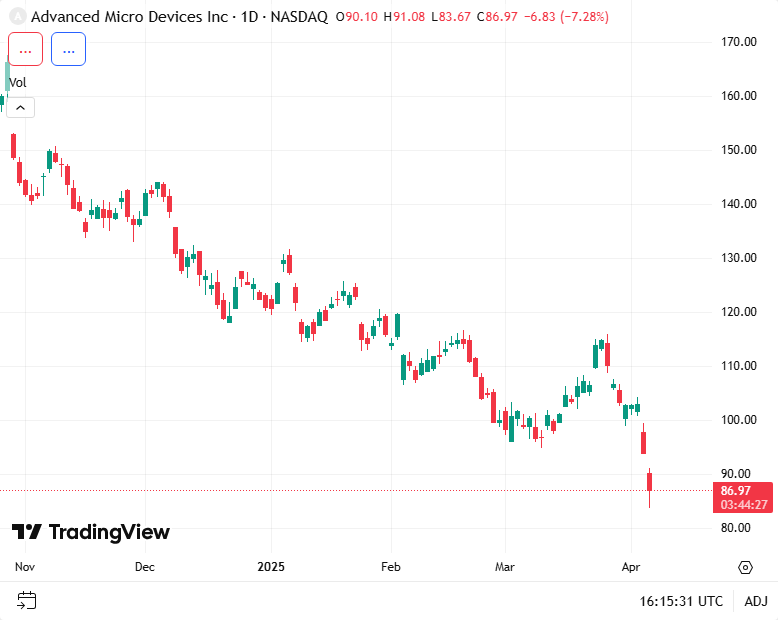 A Advanced Micro Devices Inc · 1D · NASDAQ O90.10 H91.08 L83.67 C86.97 −6.83 (−7.28%)
... ...
Vol
170.00
160.00
150.00
140.00
130.00
120.00
110.00
100.00
90.00
86.97
03:44:27
80.00
TradingView
Nov Dec 2025 Feb Mar Apr
16:15:31 UTC ADJ